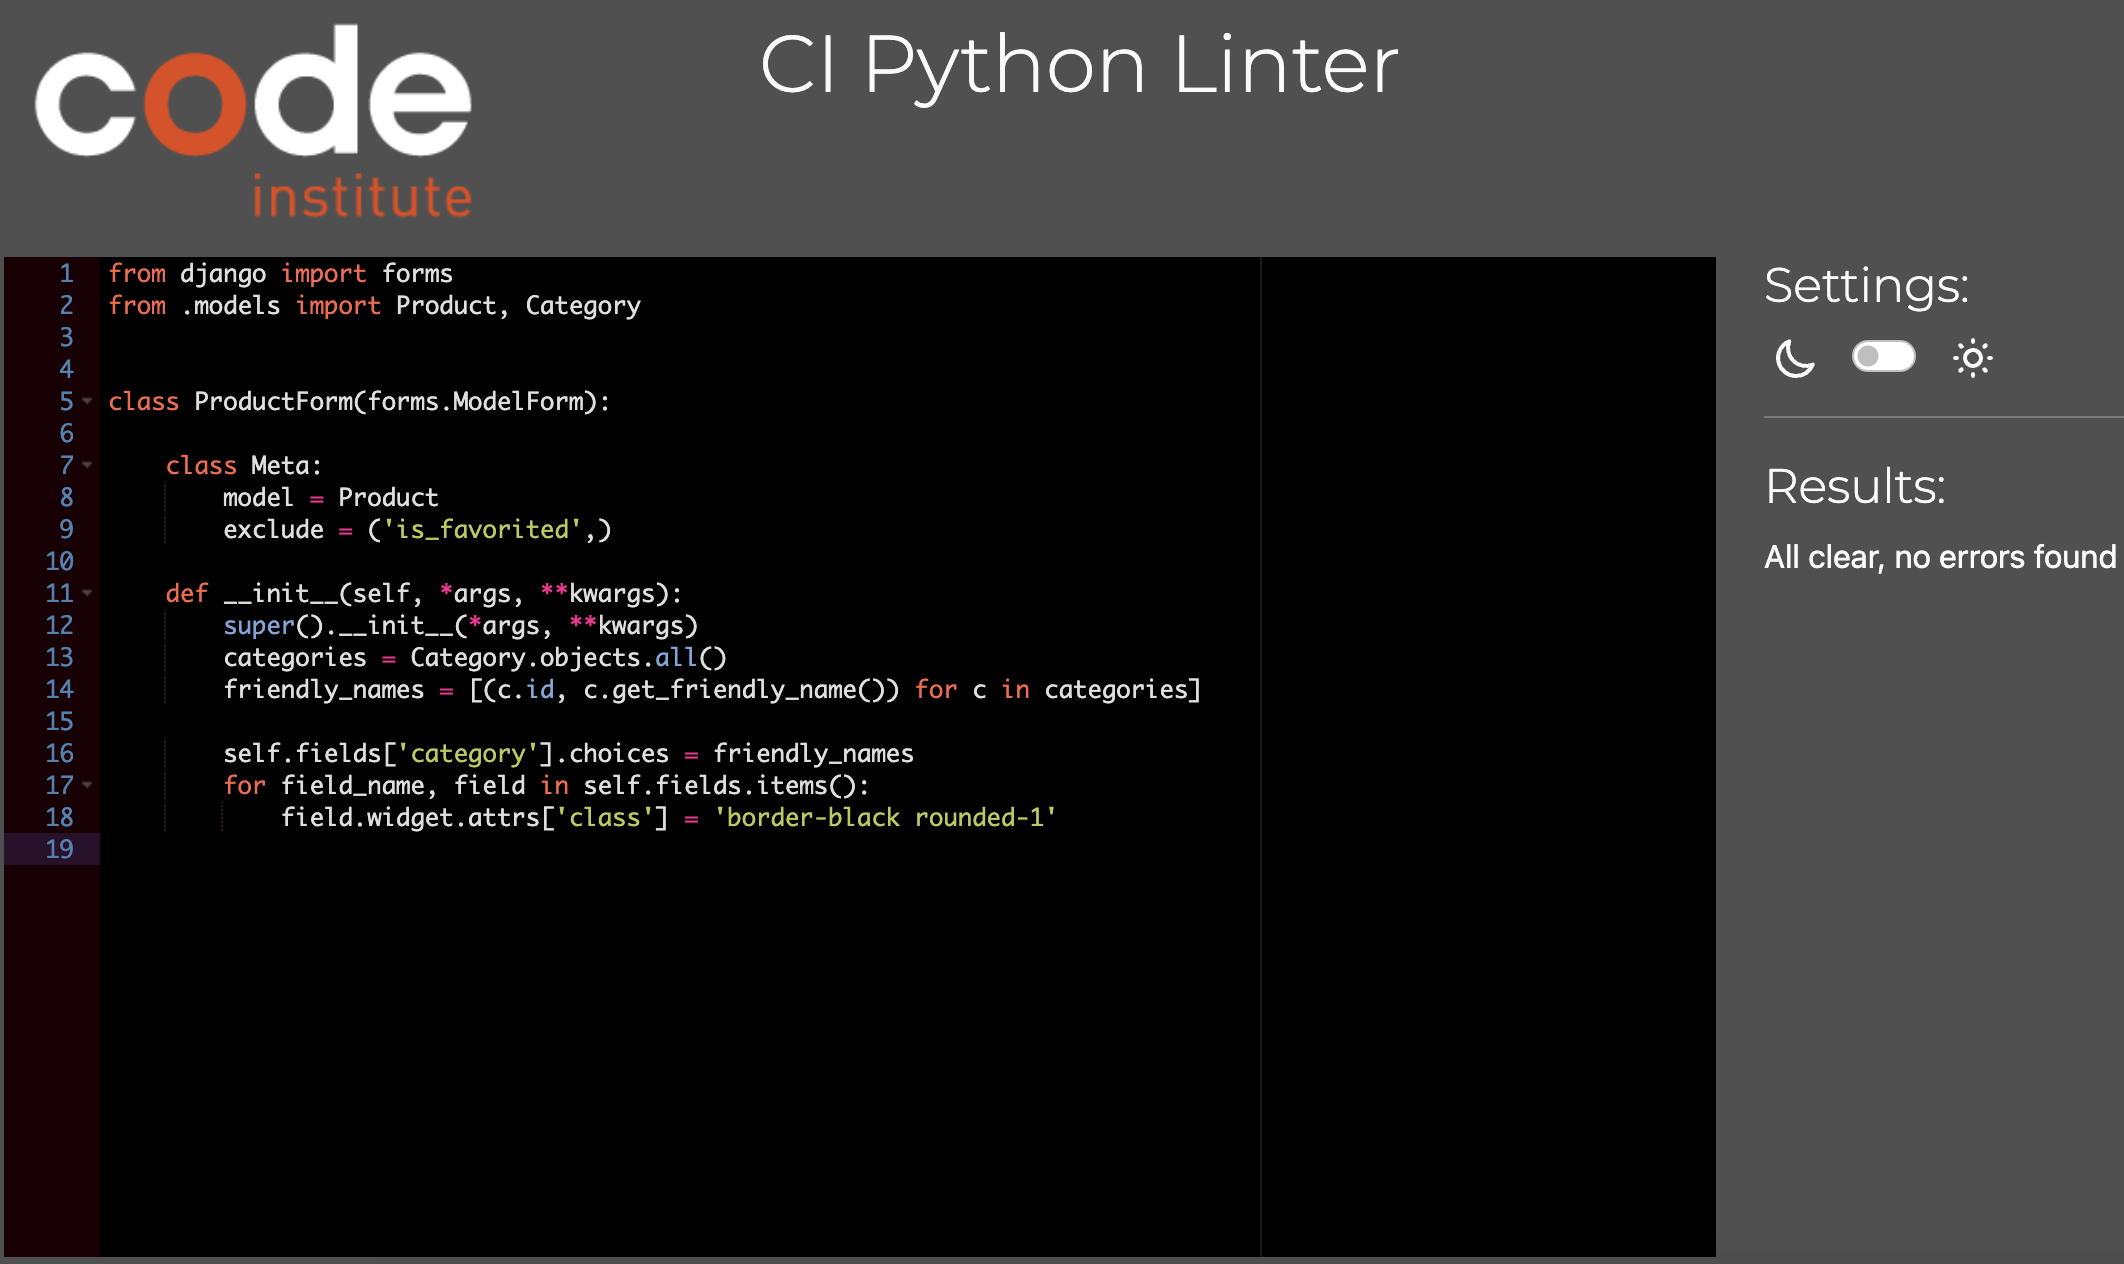 code
institute
CI Python Linter
1 from django import forms
2 from .models import Product, Category
3
4
5 class ProductForm(forms.ModelForm):
6
7     class Meta:
8         model = Product
9         exclude = ('is_favorited',)
10
11     def __init__(self, *args, **kwargs):
12         super().__init__(*args, **kwargs)
13         categories = Category.objects.all()
14         friendly_names = [(c.id, c.get_friendly_name()) for c in categories]
15
16         self.fields['category'].choices = friendly_names
17         for field_name, field in self.fields.items():
18             field.widget.attrs['class'] = 'border-black rounded-1'
19
Settings:
Results:
All clear, no errors found